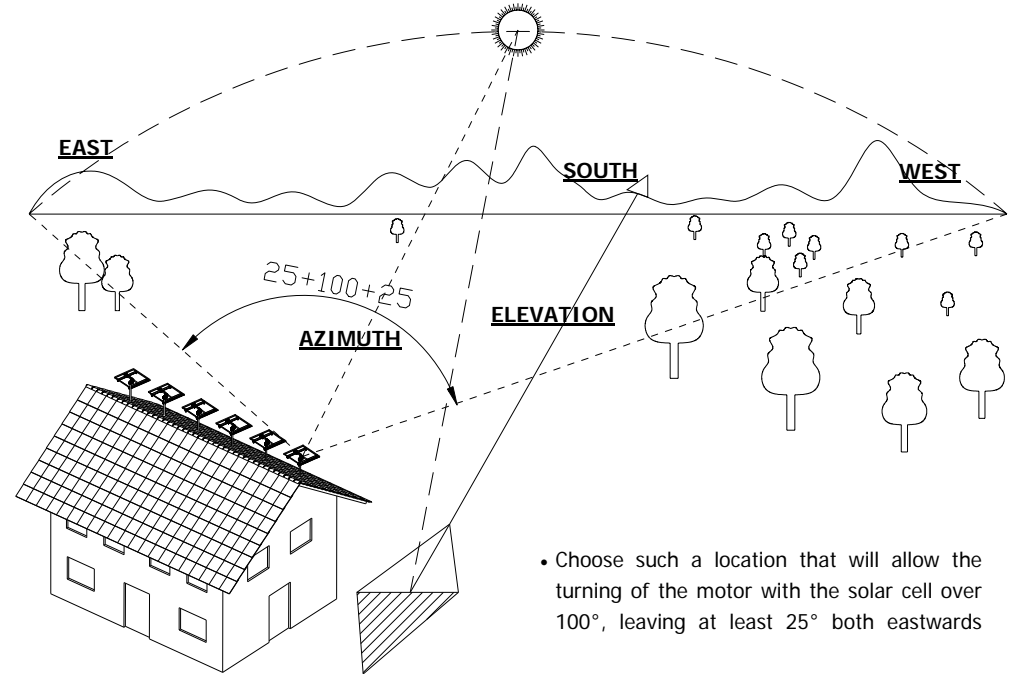 EAST
SOUTH
WEST
25+100+25
ELEVATION
AZIMUTH
• Choose such a location that will allow the
turning of the motor with the solar cell over
100°, leaving at least 25° both eastwards